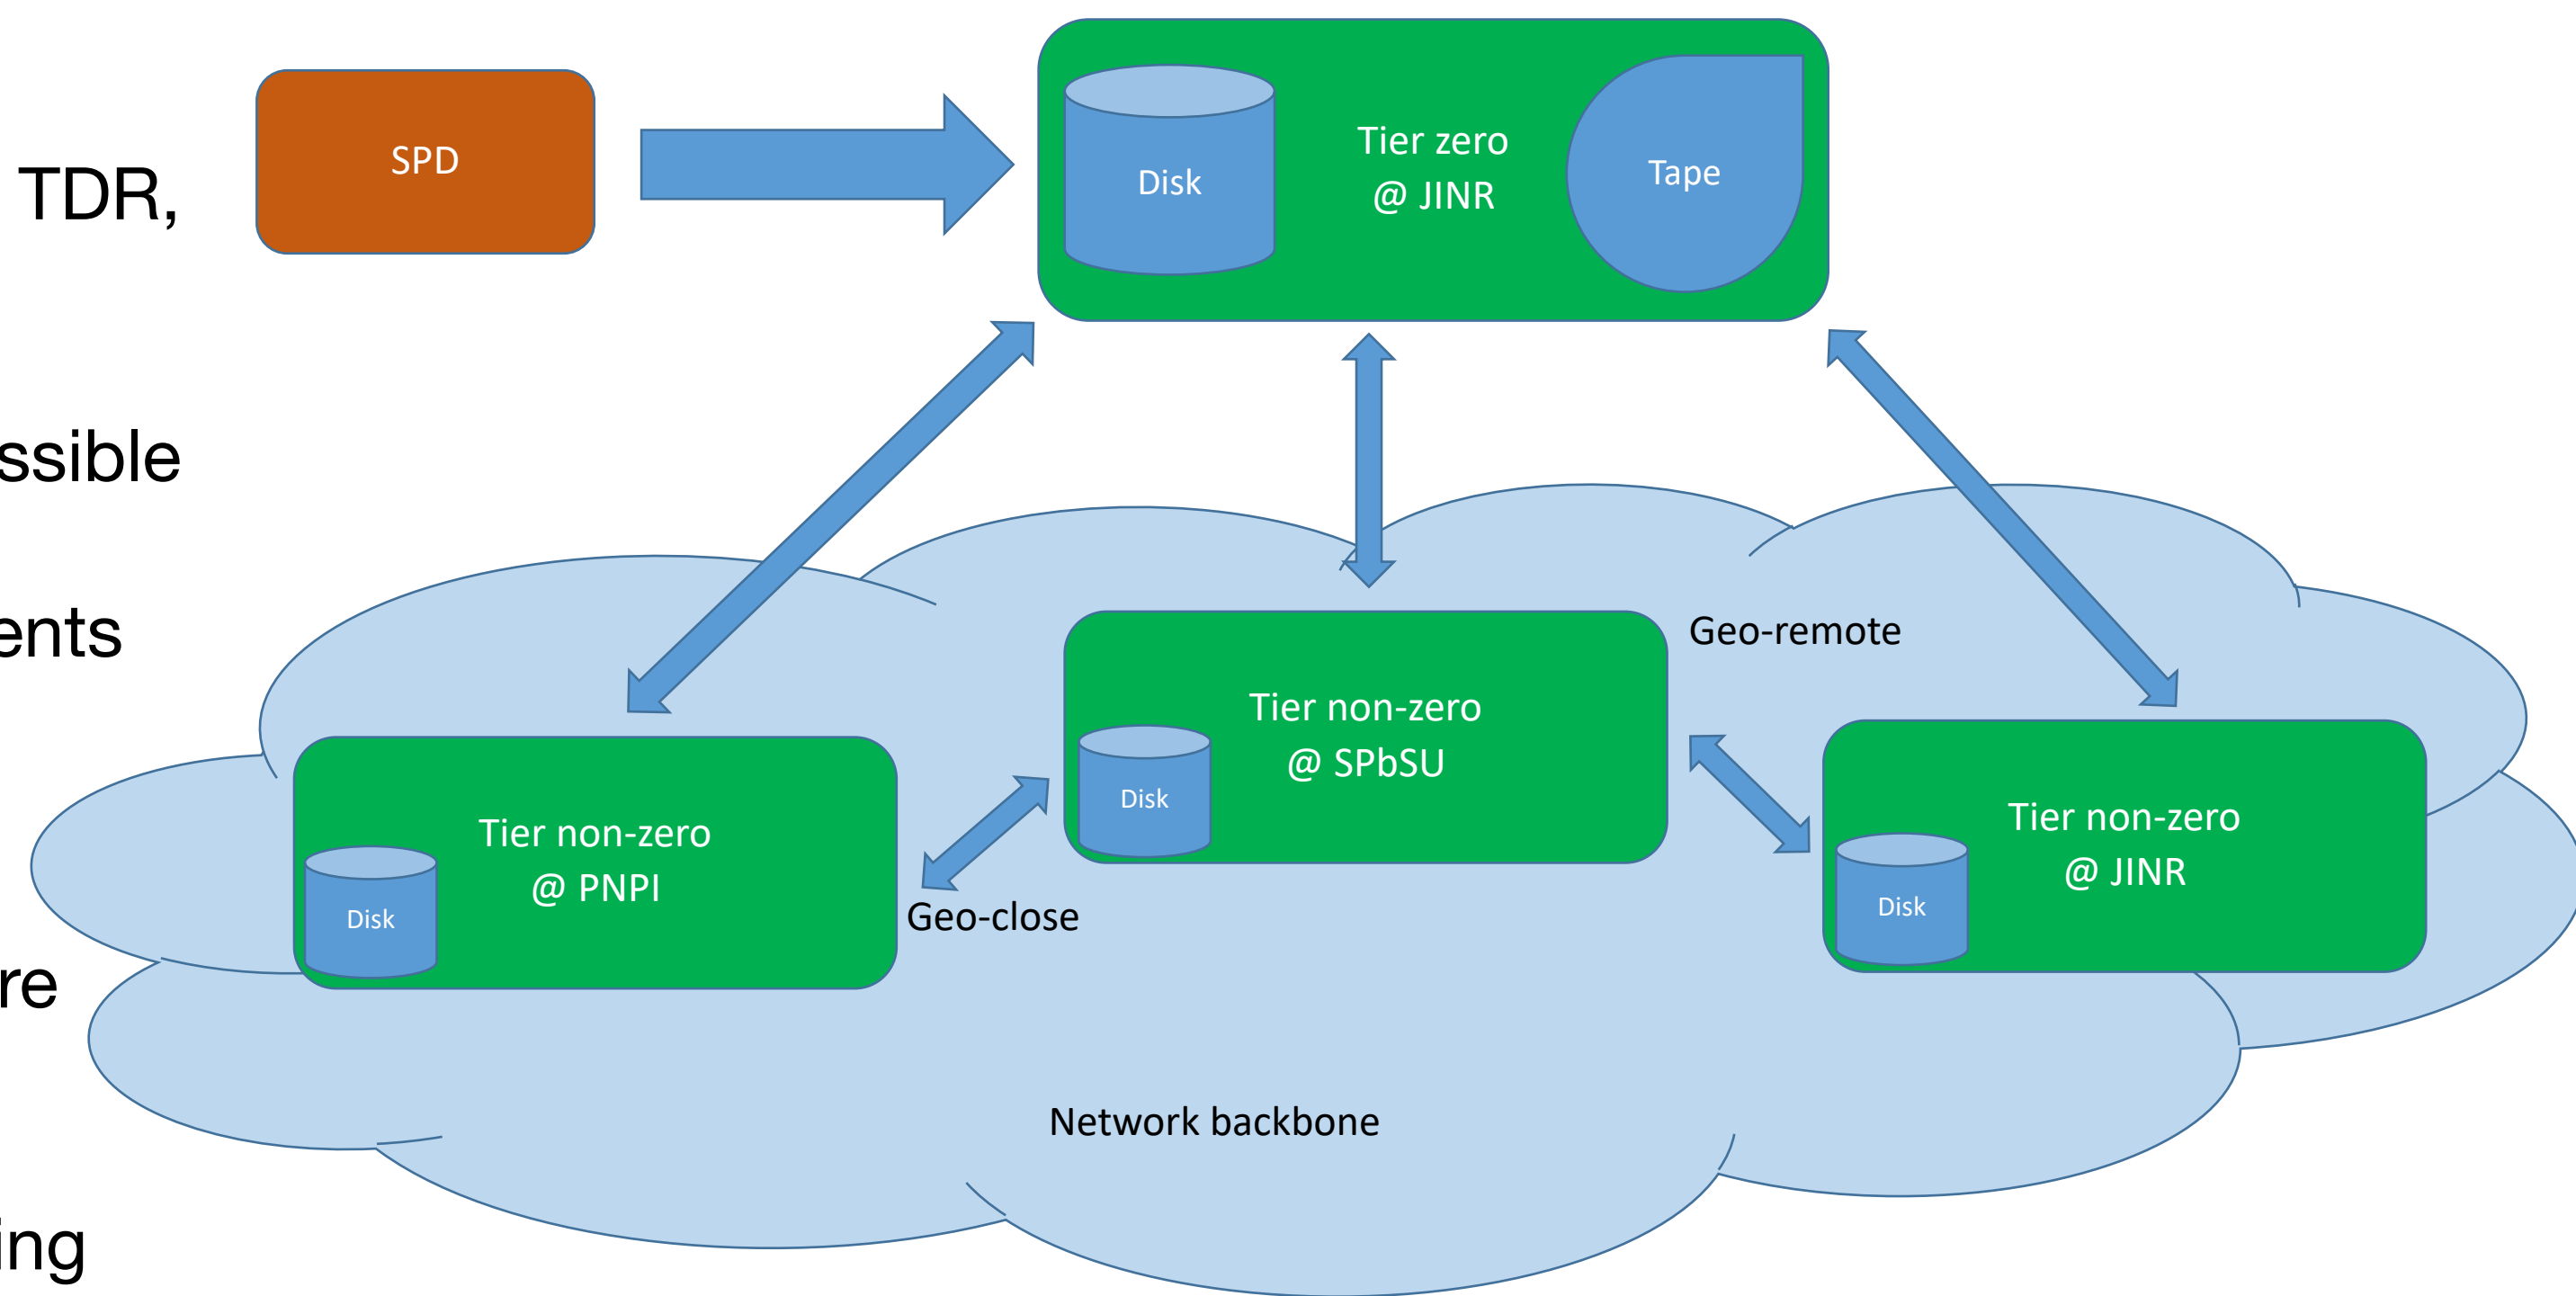 TDR,
ssible
ents
re
ing
SPD
Disk
Tier zero
@ JINR
Tape
Geo-remote
Tier non-zero
@ SPbSU
Disk
Tier non-zero
@ PNPI
Disk
Geo-close
Tier non-zero
@ JINR
Disk
Network backbone